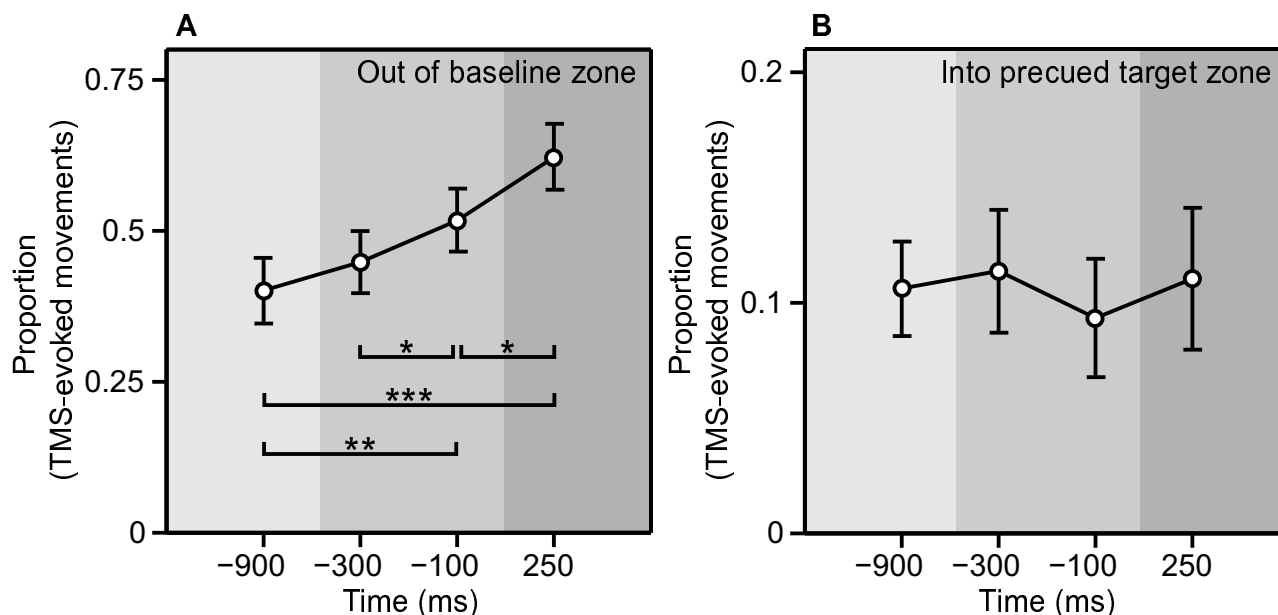 A
Out of baseline zone
Proportion
(TMS-evoked movements)
0.75
0.5
0.25
0
*
*
***
**
−900
−300
−100
250
Time (ms)
B
Into precued target zone
Proportion
(TMS-evoked movements)
0.2
0.1
0
−900
−300
−100
250
Time (ms)